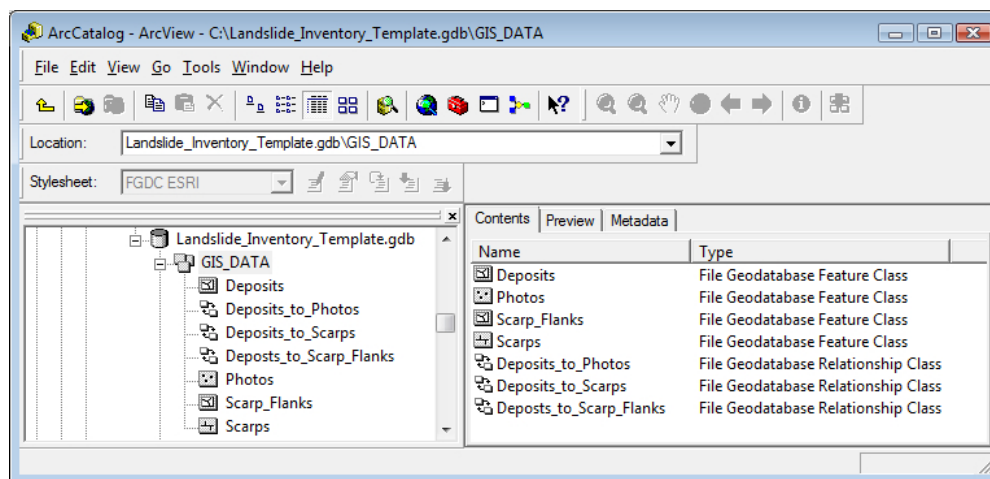 ArcCatalog - ArcView - C:\Landslide_Inventory_Template.gdb\GIS_DATA
File Edit View Go Tools Window Help
Location: Landslide_Inventory_Template.gdb\GIS_DATA
Stylesheet: FGDC ESRI
Landslide_Inventory_Template.gdb
GIS_DATA
Deposits
Deposits_to_Photos
Deposits_to_Scarps
Deposts_to_Scarp_Flanks
Photos
Scarp_Flanks
Scarps
Contents Preview Metadata
Name Type
Deposits File Geodatabase Feature Class
Photos File Geodatabase Feature Class
Scarp_Flanks File Geodatabase Feature Class
Scarps File Geodatabase Feature Class
Deposits_to_Photos File Geodatabase Relationship Class
Deposits_to_Scarps File Geodatabase Relationship Class
Deposts_to_Scarp_Flanks File Geodatabase Relationship Class